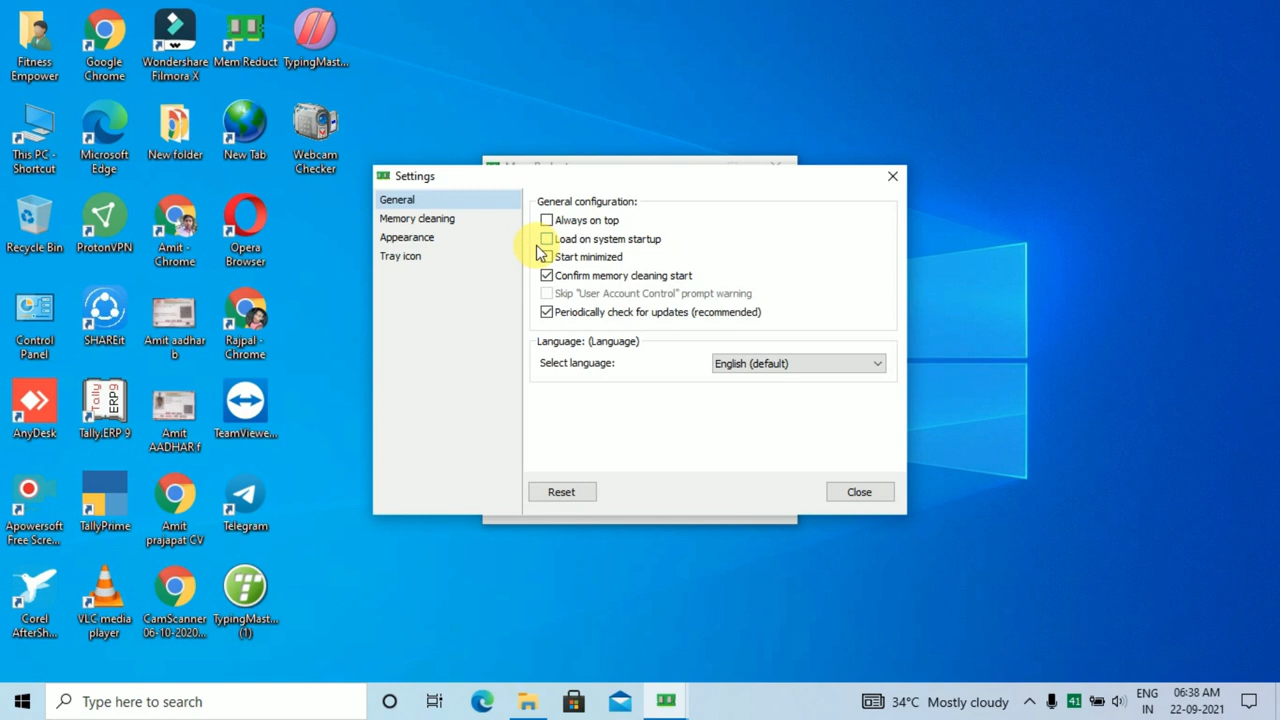 Fitness
Empower
Google
Chrome
Wondershare
Filmora X
Mem Reduct
TypingMast...
This PC -
Shortcut
Microsoft
Edge
New folder
New Tab
Webcam
Checker
Recycle Bin
ProtonVPN
Amit -
Chrome
Opera
Browser
Control
Panel
SHAREit
Amit aadhar
b
Rajpal -
Chrome
AnyDesk
Tally
ERP 9
Tally.ERP 9
Amit
AADHAR f
TeamViewe...
Apowersoft
Free Scre...
TallyPrime
Amit
prajapat CV
Telegram
Corel
AfterSh...
VLC media
player
CamScanner
06-10-2020...
TypingMast...
(1)
Settings
General
Memory cleaning
Appearance
Tray icon
General configuration:
Always on top
Load on system startup
Start minimized
Confirm memory cleaning start
Skip "User Account Control" prompt warning
Periodically check for updates (recommended)
Language: (Language)
Select language:
English (default)
Reset
Close
Type here to search
34°C Mostly cloudy
41
ENG
IN
06:38 AM
22-09-2021